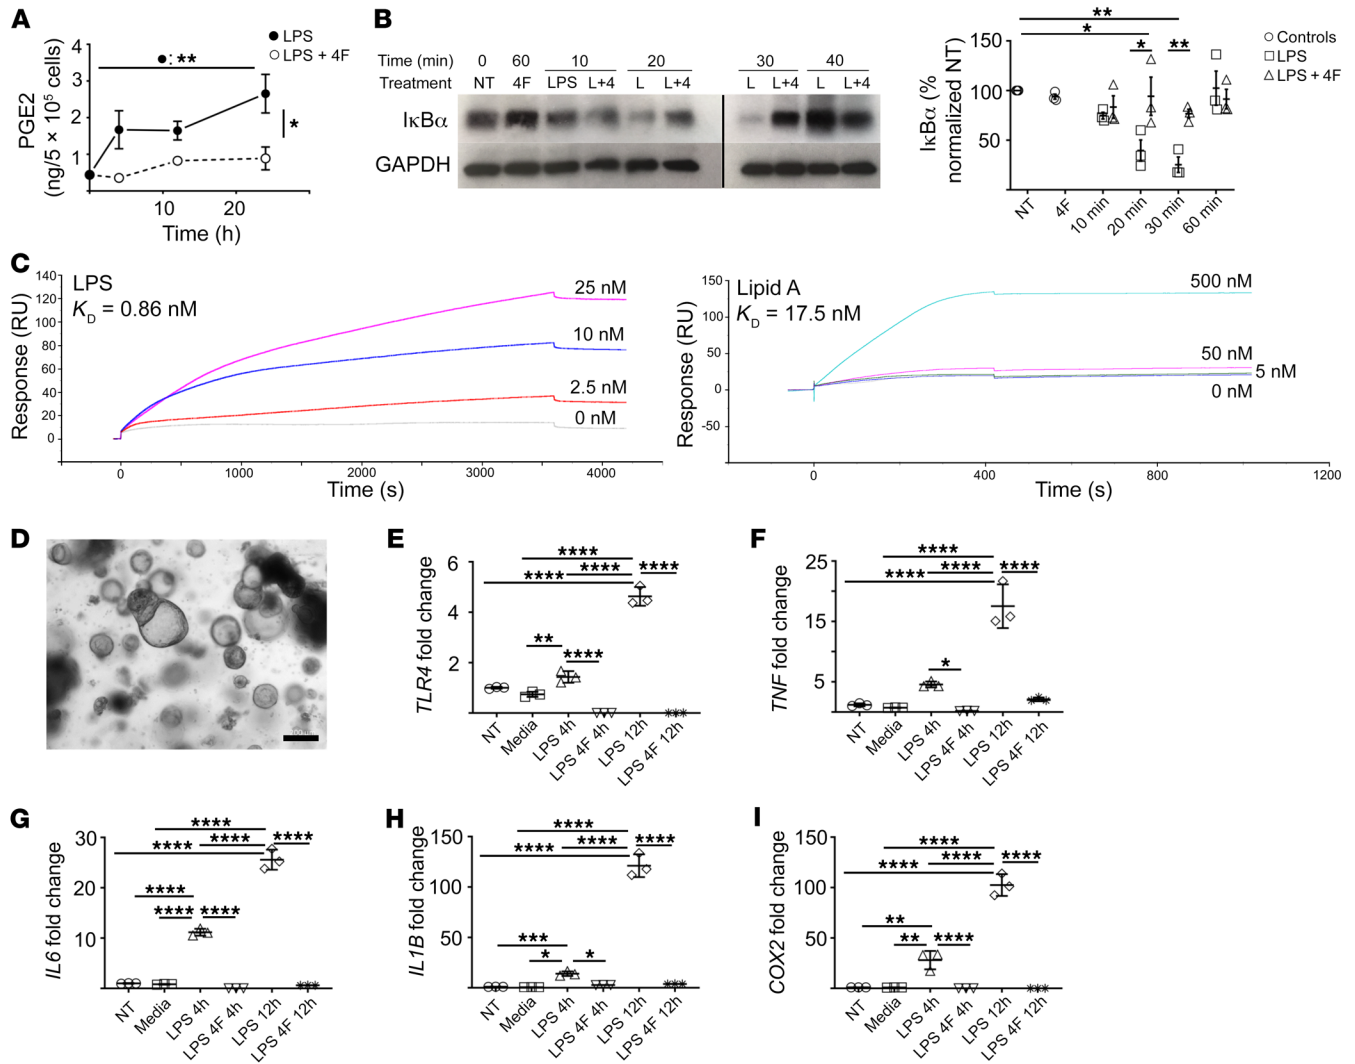 A
PGE2
(ng/5 × 10⁵ cells)
4
3
2
1
●: **
*
● LPS
○ LPS + 4F
10 20
Time (h)
B
Time (min) 0 60 10 20 30 40
Treatment NT 4F LPS L+4 L L+4 L L+4 L L+4
IκBα
GAPDH
IκBα (%
normalized NT)
150
100
50
**
*
* **
○ Controls
□ LPS
△ LPS + 4F
NT 4F 10 min 20 min 30 min 60 min
C
Response (RU)
140
120
100
80
60
40
20
0
LPS
K_D = 0.86 nM
25 nM
10 nM
2.5 nM
0 nM
0 1000 2000 3000 4000
Time (s)
Response (RU)
150
100
50
0
-50
Lipid A
K_D = 17.5 nM
500 nM
50 nM
5 nM
0 nM
0 400 800 1200
Time (s)
D
E
TLR4 fold change
6
4
2
****
**** **** ****
**
****
NT Media LPS 4h LPS 4F 4h LPS 12h LPS 4F 12h
F
TNF fold change
25
15
5
****
**** **** ****
*
NT Media LPS 4h LPS 4F 4h LPS 12h LPS 4F 12h
G
IL6 fold change
30
20
10
****
**** **** ****
****
**** ****
NT Media LPS 4h LPS 4F 4h LPS 12h LPS 4F 12h
H
IL1B fold change
150
100
50
****
**** **** ****
***
* *
NT Media LPS 4h LPS 4F 4h LPS 12h LPS 4F 12h
I
COX2 fold change
150
100
50
****
**** **** ****
**
** ****
NT Media LPS 4h LPS 4F 4h LPS 12h LPS 4F 12h